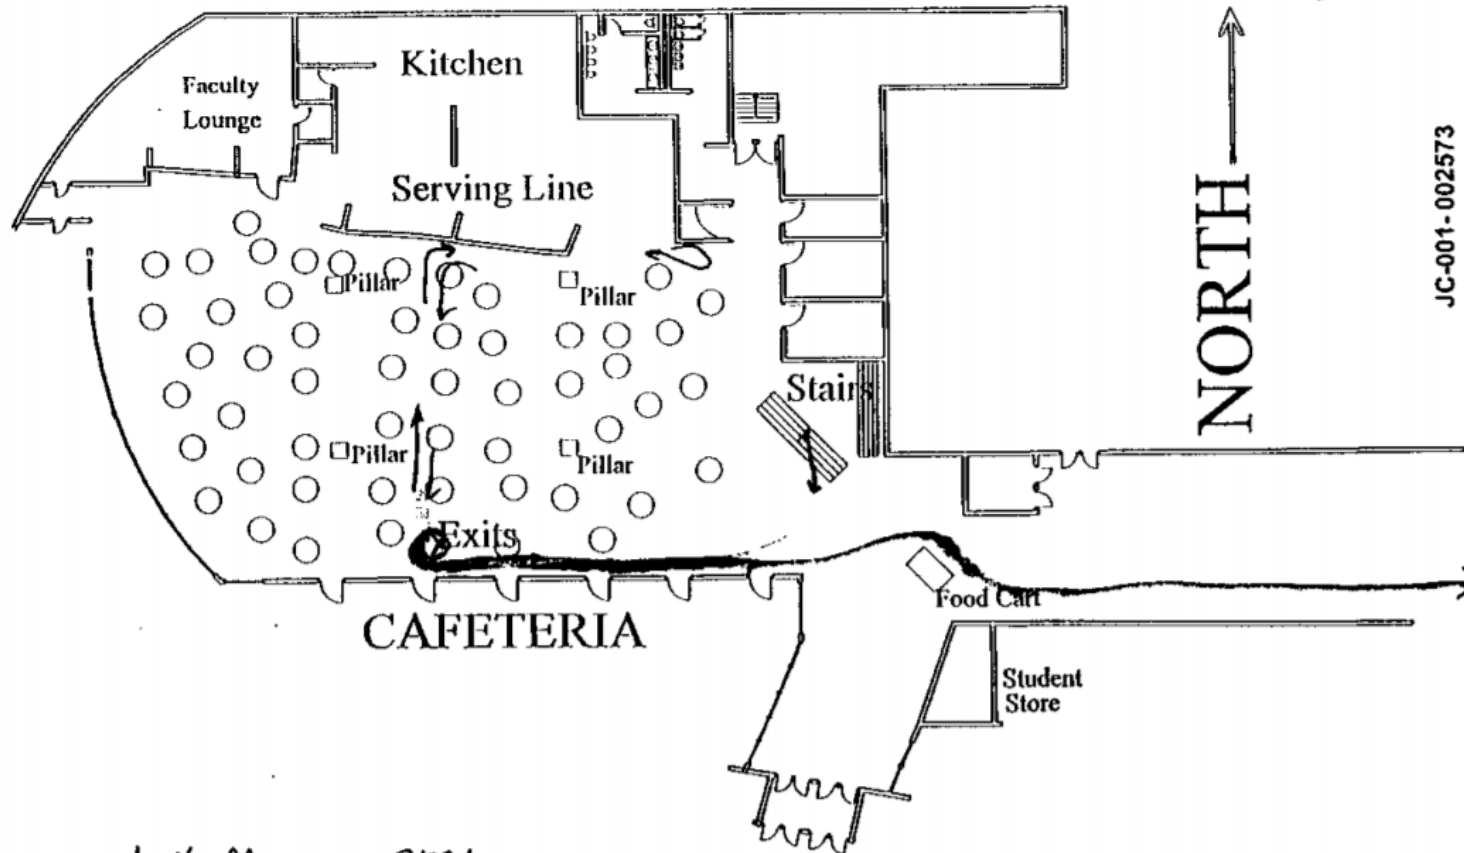 Kitchen
Faculty
Lounge
Serving Line
Pillar
Pillar
Stairs
Pillar
Pillar
Exits
Food Cart
CAFETERIA
Student
Store
NORTH
JC-001-002573